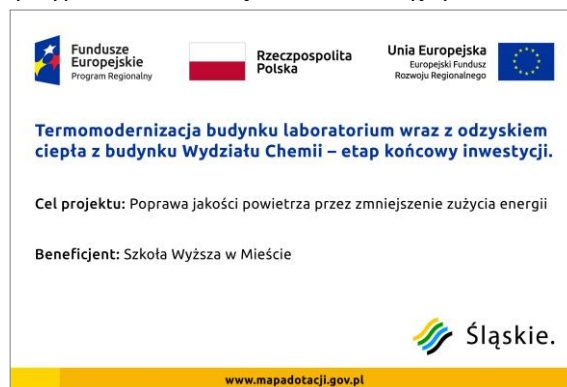 Fundusze
Europejskie
Program Regionalny
Rzeczpospolita
Polska
Unia Europejska
Europejski Fundusz
Rozwoju Regionalnego
Termomodernizacja budynku laboratorium wraz z odzyskiem
ciepła z budynku Wydziału Chemii – etap końcowy inwestycji.
Cel projektu: Poprawa jakości powietrza przez zmniejszenie zużycia energii
Beneficjent: Szkoła Wyższa w Mieście
Śląskie.
www.mapadotacji.gov.pl